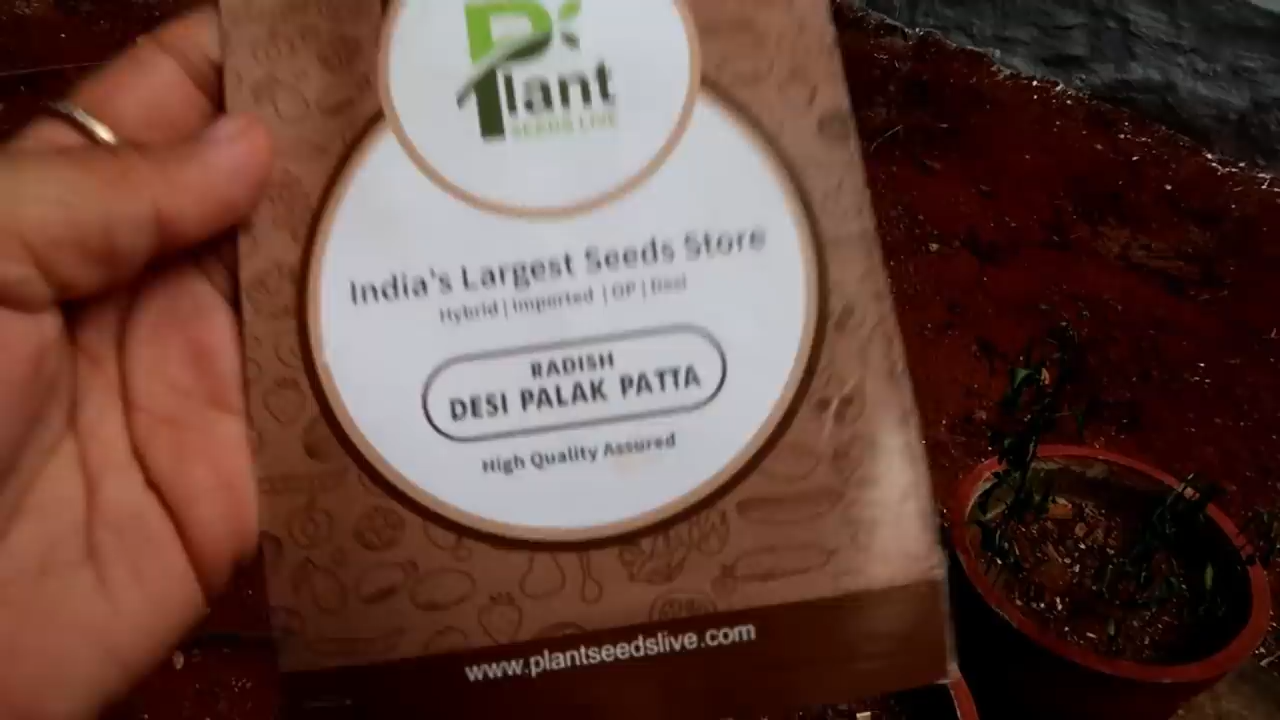 Plant
SEEDS LIVE
India's Largest Seeds Store
Hybrid | Imported | OP | Desi
RADISH
DESI PALAK PATTA
High Quality Assured
www.plantseedslive.com